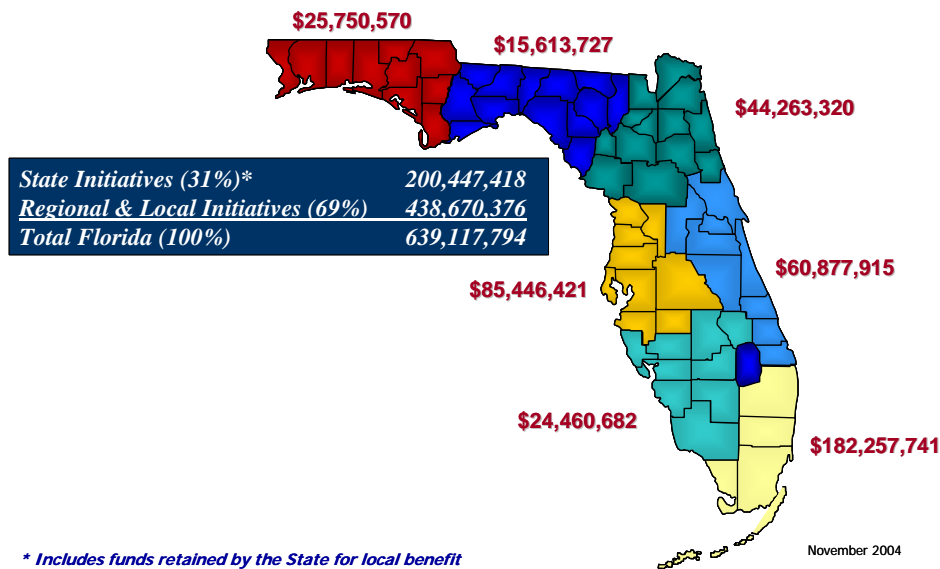 $25,750,570
$15,613,727
$44,263,320
State Initiatives (31%)* 200,447,418
Regional & Local Initiatives (69%) 438,670,376
Total Florida (100%) 639,117,794
$60,877,915
$85,446,421
$24,460,682
$182,257,741
* Includes funds retained by the State for local benefit
November 2004